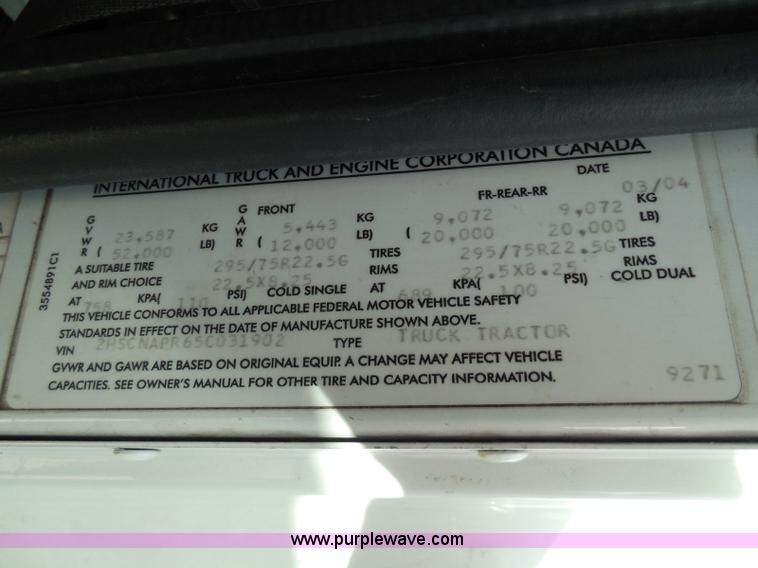 INTERNATIONAL TRUCK AND ENGINE CORPORATION CANADA
DATE 03/04
FRONT FR-REAR-RR
GVWR 23,587 KG GAWR 5,443 KG 9,072 9,072 KG
( 52,000 LB) ( 12,000 LB) ( 20,000 20,000 LB)
A SUITABLE TIRE 295/75R22.5G TIRES 295/75R22.5G TIRES
AND RIM CHOICE 22.5X8.25 RIMS 22.5X8.25 RIMS
AT 758 KPA( 110 PSI) COLD SINGLE AT 689 KPA( 100 PSI) COLD DUAL
THIS VEHICLE CONFORMS TO ALL APPLICABLE FEDERAL MOTOR VEHICLE SAFETY
STANDARDS IN EFFECT ON THE DATE OF MANUFACTURE SHOWN ABOVE.
VIN 2HSCNAPR65C031902 TYPE TRUCK TRACTOR
GVWR AND GAWR ARE BASED ON ORIGINAL EQUIP. A CHANGE MAY AFFECT VEHICLE
CAPACITIES. SEE OWNER'S MANUAL FOR OTHER TIRE AND CAPACITY INFORMATION.
9271
3554891C1
www.purplewave.com